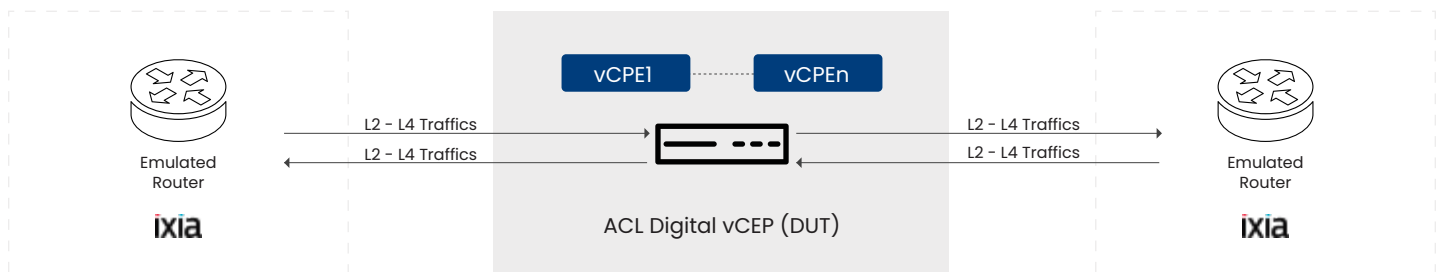 vCPE1
vCPEn
L2 - L4 Traffics
L2 - L4 Traffics
L2 - L4 Traffics
L2 - L4 Traffics
Emulated
Router
ixia
ACL Digital vCEP (DUT)
Emulated
Router
ixia